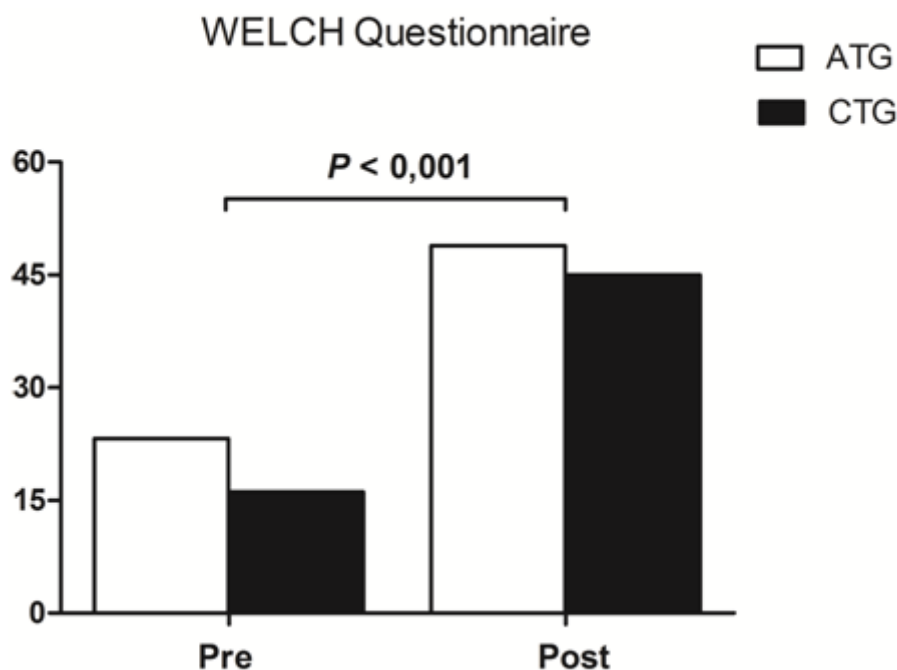 WELCH Questionnaire
ATG
CTG
P < 0,001
60
45
30
15
0
Pre
Post